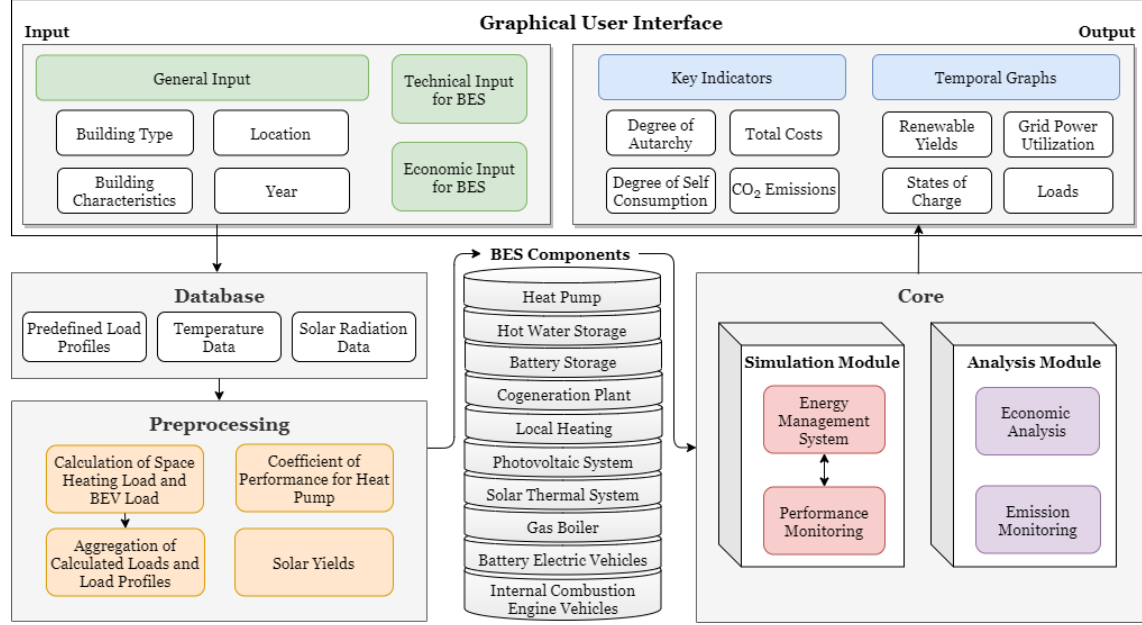 Graphical User Interface
Input
Output
General Input
Technical Input
for BES
Building Type
Location
Building
Characteristics
Year
Economic Input
for BES
Key Indicators
Temporal Graphs
Degree of
Autarchy
Total Costs
Renewable
Yields
Grid Power
Utilization
Degree of Self
Consumption
CO₂ Emissions
States of
Charge
Loads
Database
Predefined Load
Profiles
Temperature
Data
Solar Radiation
Data
Preprocessing
Calculation of Space
Heating Load and
BEV Load
Coefficient of
Performance for Heat
Pump
Aggregation of
Calculated Loads and
Load Profiles
Solar Yields
BES Components
Heat Pump
Hot Water Storage
Battery Storage
Cogeneration Plant
Local Heating
Photovoltaic System
Solar Thermal System
Gas Boiler
Battery Electric Vehicles
Internal Combustion
Engine Vehicles
Core
Simulation Module
Energy
Management
System
Performance
Monitoring
Analysis Module
Economic
Analysis
Emission
Monitoring